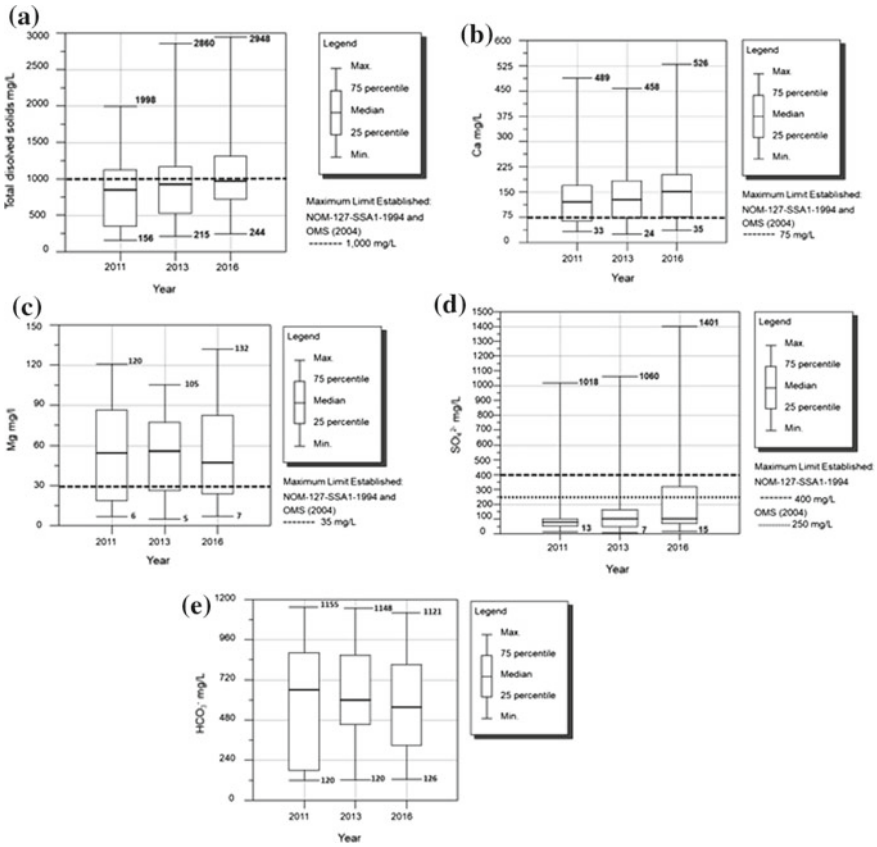 (a)
Total disolved solids mg/L
3000
2500
2000
1500
1000
500
0
1998
2860
2948
156
215
244
2011
2013
2016
Year
Legend
Max.
75 percentile
Median
25 percentile
Min.
Maximum Limit Established:
NOM-127-SSA1-1994 and
OMS (2004)
1,000 mg/L
(b)
Ca mg/L
600
525
450
375
300
225
150
75
0
489
458
526
33
24
35
2011
2013
2016
Year
Legend
Max.
75 percentile
Median
25 percentile
Min.
Maximum Limit Established:
NOM-127-SSA1-1994 and
OMS (2004)
75 mg/L
(c)
Mg mg/l
150
120
90
60
30
0
120
105
132
6
5
7
2011
2013
2016
Year
Legend
Max.
75 percentile
Median
25 percentile
Min.
Maximum Limit Established:
NOM-127-SSA1-1994 and
OMS (2004)
35 mg/L
(d)
SO₄²⁻ mg/L
1500
1400
1300
1200
1100
1000
900
800
700
600
500
400
300
200
100
0
1018
1060
1401
13
7
15
2011
2013
2016
Year
Legend
Max.
75 percentile
Median
25 percentile
Min.
Maximum Limit Established:
NOM-127-SSA1-1994
400 mg/L
OMS (2004)
250 mg/L
(e)
HCO₃⁻ mg/L
1200
960
720
480
240
0
1155
1148
1121
120
120
126
2011
2013
2016
Year
Legend
Max.
75 percentile
Median
25 percentile
Min.